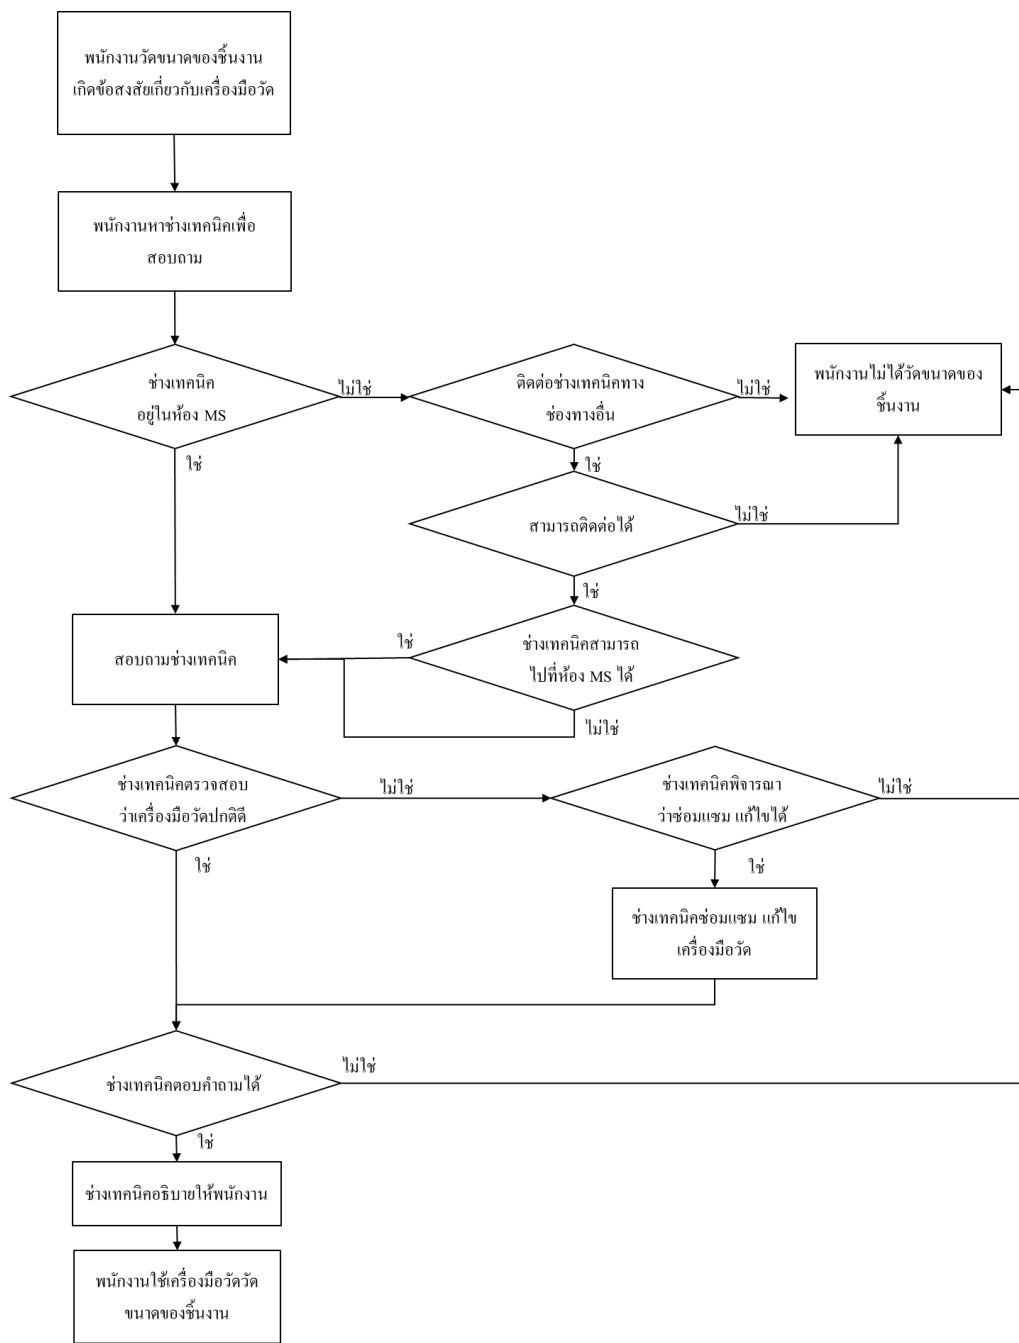 พนักงานวัดขนาดของชิ้นงาน
เกิดข้อสงสัยเกี่ยวกับเครื่องมือวัด
พนักงานหาช่างเทคนิคเพื่อ
สอบถาม
ช่างเทคนิค
อยู่ในห้อง MS
ไม่ใช่
ติดต่อช่างเทคนิคทาง
ช่องทางอื่น
ไม่ใช่
พนักงานไม่ได้วัดขนาดของ
ชิ้นงาน
ใช่
ใช่
สามารถติดต่อได้
ไม่ใช่
ใช่
สอบถามช่างเทคนิค
ใช่
ช่างเทคนิคสามารถ
ไปที่ห้อง MS ได้
ไม่ใช่
ช่างเทคนิคตรวจสอบ
ว่าเครื่องมือวัดปกติดี
ไม่ใช่
ช่างเทคนิคพิจารณา
ว่าซ่อมแซม แก้ไขได้
ไม่ใช่
ใช่
ใช่
ช่างเทคนิคซ่อมแซม แก้ไข
เครื่องมือวัด
ช่างเทคนิคตอบคำถามได้
ไม่ใช่
ใช่
ช่างเทคนิคอธิบายให้พนักงาน
พนักงานใช้เครื่องมือวัดวัด
ขนาดของชิ้นงาน